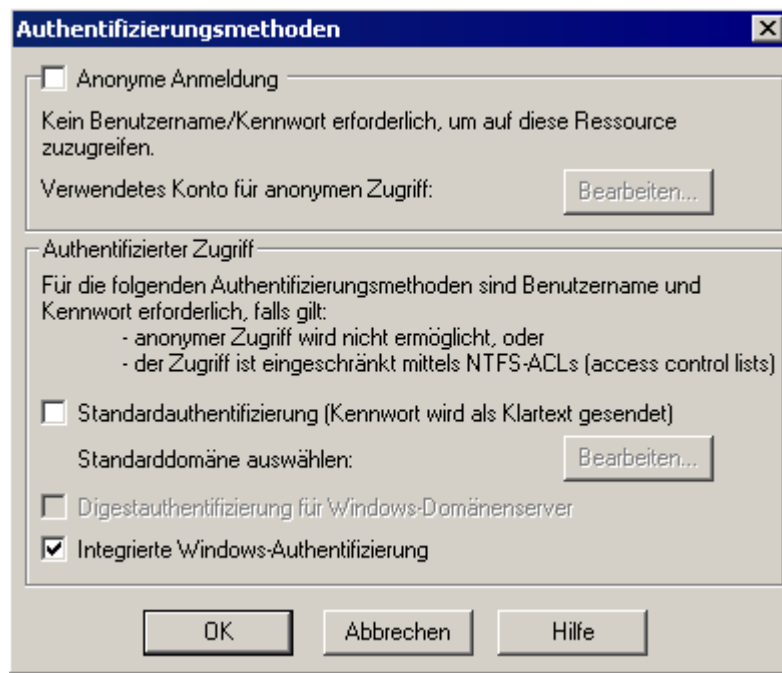 Authentifizierungsmethoden
Anonyme Anmeldung
Kein Benutzername/Kennwort erforderlich, um auf diese Ressource
zuzugreifen.
Verwendetes Konto für anonymen Zugriff:
Bearbeiten...
Authentifizierter Zugriff
Für die folgenden Authentifizierungsmethoden sind Benutzername und
Kennwort erforderlich, falls gilt:
- anonymer Zugriff wird nicht ermöglicht, oder
- der Zugriff ist eingeschränkt mittels NTFS-ACLs (access control lists)
Standardauthentifizierung (Kennwort wird als Klartext gesendet)
Standarddomäne auswählen:
Bearbeiten...
Digestauthentifizierung für Windows-Domänenserver
Integrierte Windows-Authentifizierung
OK
Abbrechen
Hilfe